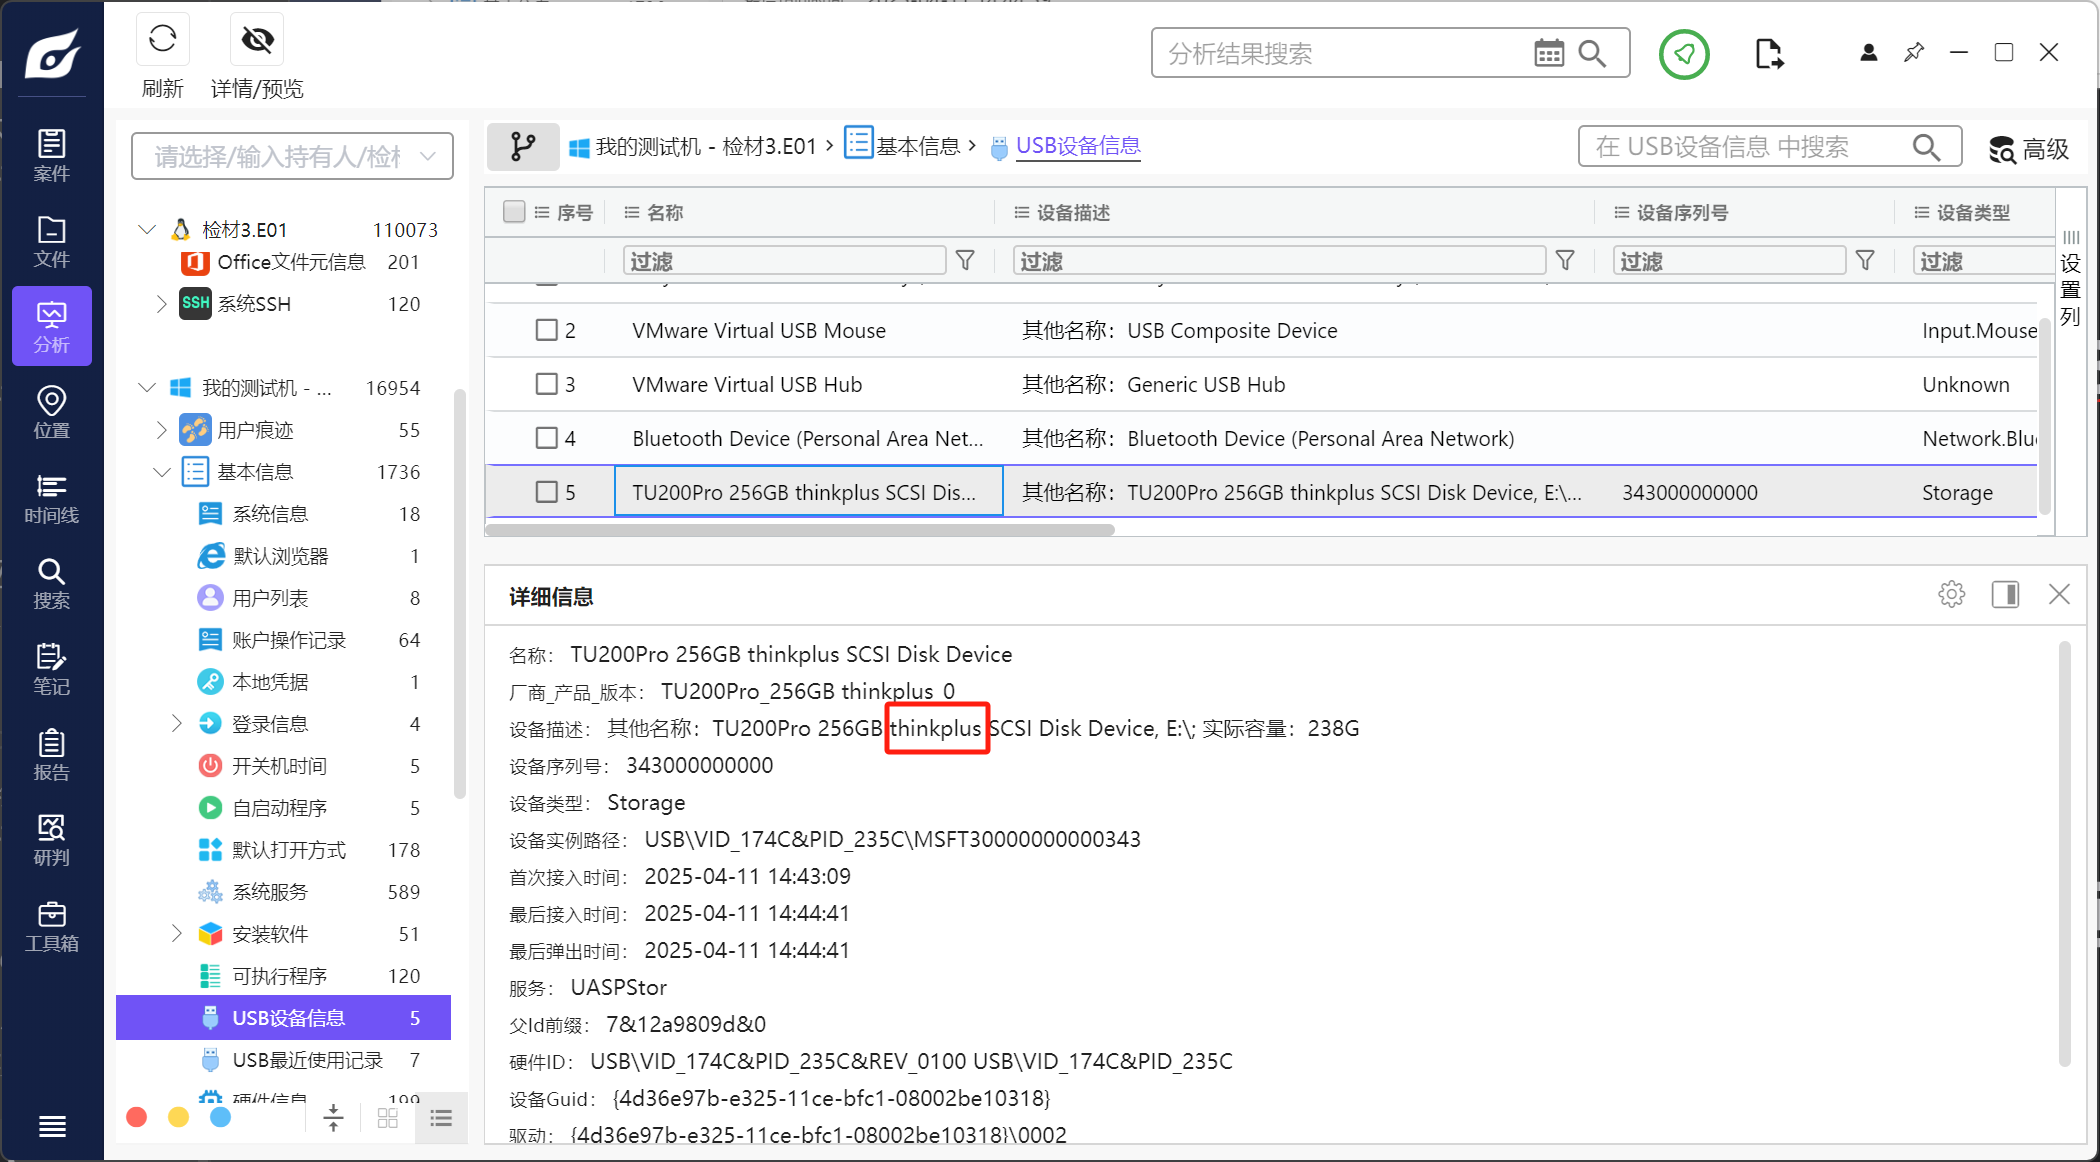 刷新
详情/预览
分析结果搜索
案件
文件
分析
位置
时间线
搜索
笔记
报告
研判
工具箱
请选择/输入持有人/检材
检材3.E01 110073
Office文件元信息 201
SSH 系统SSH 120
我的测试机 - ... 16954
用户痕迹 55
基本信息 1736
系统信息 18
默认浏览器 1
用户列表 8
账户操作记录 64
本地凭据 1
登录信息 4
开关机时间 5
自启动程序 5
默认打开方式 178
系统服务 589
安装软件 51
可执行程序 120
USB设备信息 5
USB最近使用记录 7
硬件信息 199
我的测试机 - 检材3.E01 › 基本信息 › USB设备信息
在 USB设备信息 中搜索
高级
序号 名称 设备描述 设备序列号 设备类型
过滤 过滤 过滤 过滤
设置列
2 VMware Virtual USB Mouse 其他名称：USB Composite Device Input.Mouse
3 VMware Virtual USB Hub 其他名称：Generic USB Hub Unknown
4 Bluetooth Device (Personal Area Net... 其他名称：Bluetooth Device (Personal Area Network) Network.Blu
5 TU200Pro 256GB thinkplus SCSI Dis... 其他名称：TU200Pro 256GB thinkplus SCSI Disk Device, E:\... 343000000000 Storage
详细信息
名称： TU200Pro 256GB thinkplus SCSI Disk Device
厂商_产品_版本： TU200Pro_256GB thinkplus_0
设备描述： 其他名称：TU200Pro 256GB thinkplus SCSI Disk Device, E:\; 实际容量：238G
设备序列号： 343000000000
设备类型： Storage
设备实例路径： USB\VID_174C&PID_235C\MSFT30000000000343
首次接入时间： 2025-04-11 14:43:09
最后接入时间： 2025-04-11 14:44:41
最后弹出时间： 2025-04-11 14:44:41
服务： UASPStor
父Id前缀： 7&12a9809d&0
硬件ID： USB\VID_174C&PID_235C&REV_0100 USB\VID_174C&PID_235C
设备Guid： {4d36e97b-e325-11ce-bfc1-08002be10318}
驱动： {4d36e97b-e325-11ce-bfc1-08002be10318}\0002